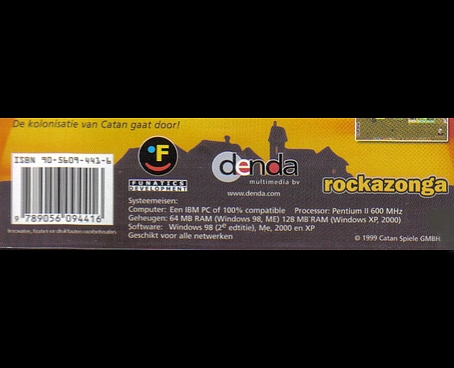 De kolonisatie van Catan gaat door!
ISBN 90-5609-441-6
9 789056 094416
F
FUNATICS
DEVELOPMENT
denda
multimedia bv
www.denda.com
rockazonga
Systeemeisen:
Computer: Een IBM PC of 100% compatible Processor: Pentium II 600 MHz
Geheugen: 64 MB RAM (Windows 98, ME) 128 MB RAM (Windows XP, 2000)
Software: Windows 98 (2e edtitie), Me, 2000 en XP
Geschikt voor alle netwerken
© 1999 Catan Spiele GMBH